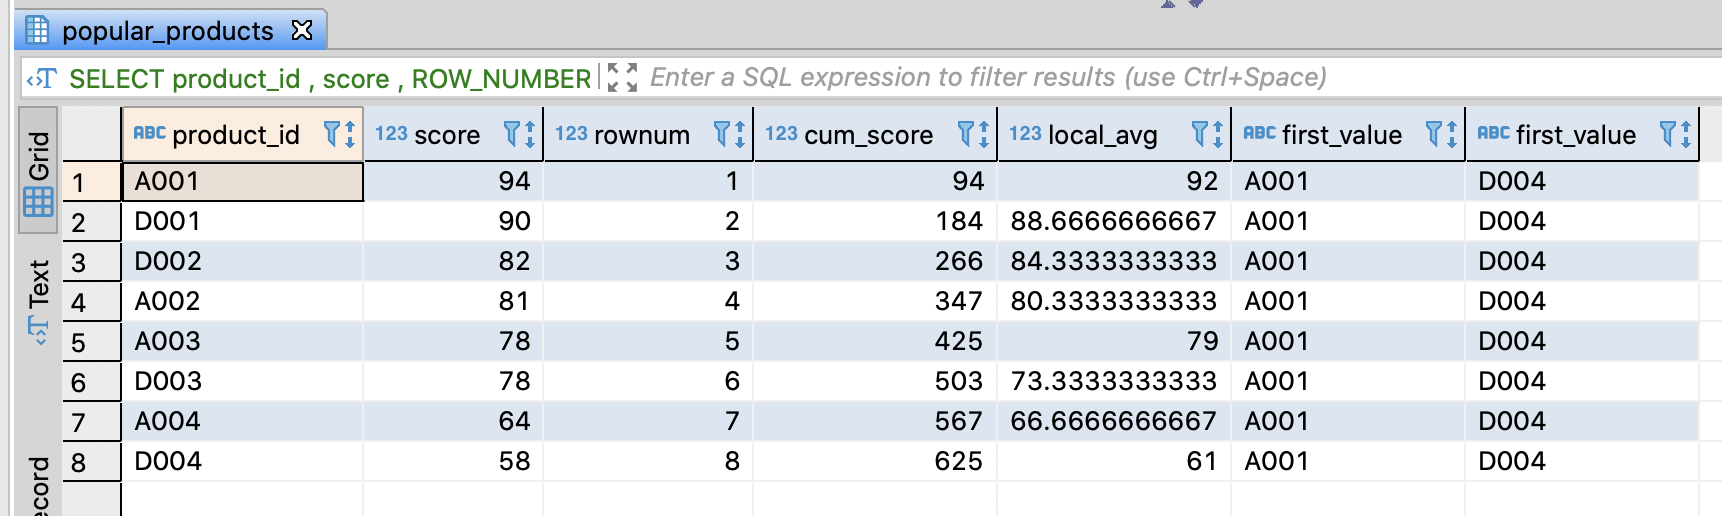 popular_products
SELECT product_id , score , ROW_NUMBER Enter a SQL expression to filter results (use Ctrl+Space)
ABC product_id 123 score 123 rownum 123 cum_score 123 local_avg ABC first_value ABC first_value
1 A001 94 1 94 92 A001 D004
2 D001 90 2 184 88.6666666667 A001 D004
3 D002 82 3 266 84.3333333333 A001 D004
4 A002 81 4 347 80.3333333333 A001 D004
5 A003 78 5 425 79 A001 D004
6 D003 78 6 503 73.3333333333 A001 D004
7 A004 64 7 567 66.6666666667 A001 D004
8 D004 58 8 625 61 A001 D004
Grid
Text
ecord